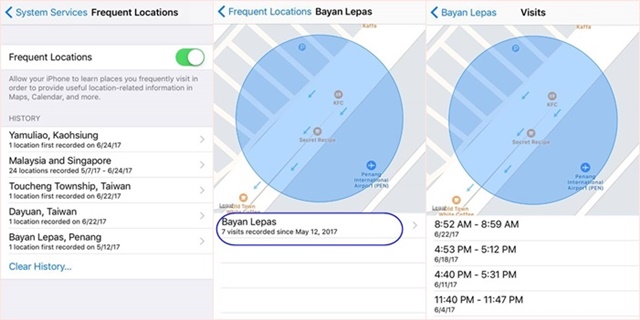 System Services Frequent Locations
Frequent Locations
Allow your iPhone to learn places you frequently visit in
order to provide useful location-related information in
Maps, Calendar, and more.
HISTORY
Yamuliao, Kaohsiung
1 location first recorded on 6/24/17
Malaysia and Singapore
24 locations recorded 5/7/17 - 6/24/17
Toucheng Township, Taiwan
1 location first recorded on 6/22/17
Dayuan, Taiwan
1 location first recorded on 6/22/17
Bayan Lepas, Penang
1 location first recorded on 5/12/17
Clear History...
Frequent Locations Bayan Lepas
Kaffa
P
KFC
Secret Recipe
Penang
International
Airport (PEN)
Legal
Old Town
White Coffee
Bayan Lepas
7 visits recorded since May 12, 2017
Bayan Lepas Visits
Kaffa
P
KFC
Secret Recipe
Penang
International
Airport (PEN)
Legal
Old Town
White Coffee
8:52 AM - 8:59 AM
6/22/17
4:53 PM - 5:12 PM
6/18/17
4:40 PM - 5:31 PM
6/11/17
11:40 PM - 11:47 PM
6/4/17